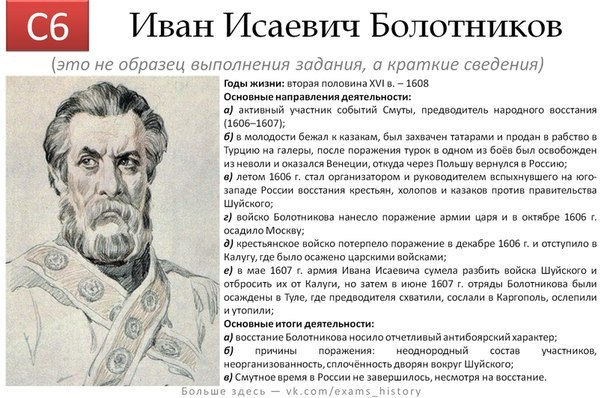 С6
Иван Исаевич Болотников
(это не образец выполнения задания, а краткие сведения)
Годы жизни: вторая половина XVI в. – 1608
Основные направления деятельности:
а) активный участник событий Смуты, предводитель народного восстания
(1606–1607);
б) в молодости бежал к казакам, был захвачен татарами и продан в рабство в
Турцию на галеры, после поражения турок в одном из боёв был освобожден
из неволи и оказался Венеции, откуда через Польшу вернулся в Россию;
в) летом 1606 г. стал организатором и руководителем вспыхнувшего на юго-
западе России восстания крестьян, холопов и казаков против правительства
Шуйского;
г) войско Болотникова нанесло поражение армии царя и в октябре 1606 г.
осадило Москву;
д) крестьянское войско потерпело поражение в декабре 1606 г. и отступило в
Калугу, где было осажено царскими войсками;
е) в мае 1607 г. армия Ивана Исаевича сумела разбить войска Шуйского и
отбросить их от Калуги, но затем в июне 1607 г. отряды Болотникова были
осаждены в Туле, где предводителя схватили, сослали в Каргополь, ослепили
и утопили;
Основные итоги деятельности:
а) восстание Болотникова носило отчетливый антибоярский характер;
б) причины поражения: неоднородный состав участников,
неорганизованность, сплочённость дворян вокруг Шуйского;
в) Смутное время в России не завершилось, несмотря на восстание.
Больше здесь — vk.com/exams_history